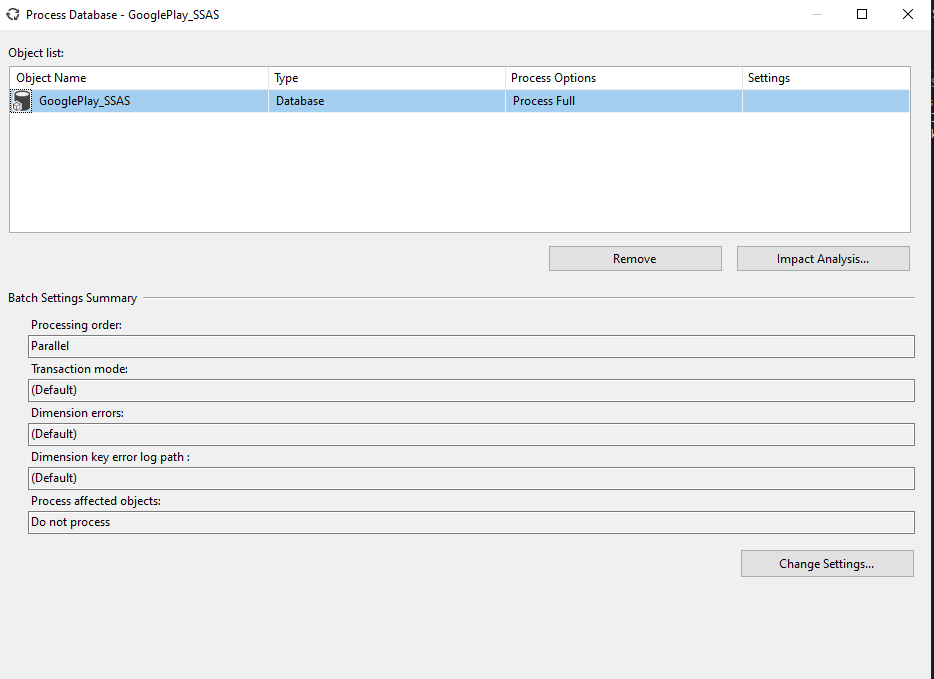 Process Database - GooglePlay_SSAS
Object list:
Object Name Type Process Options Settings
GooglePlay_SSAS Database Process Full
Remove Impact Analysis...
Batch Settings Summary
Processing order:
Parallel
Transaction mode:
(Default)
Dimension errors:
(Default)
Dimension key error log path :
(Default)
Process affected objects:
Do not process
Change Settings...